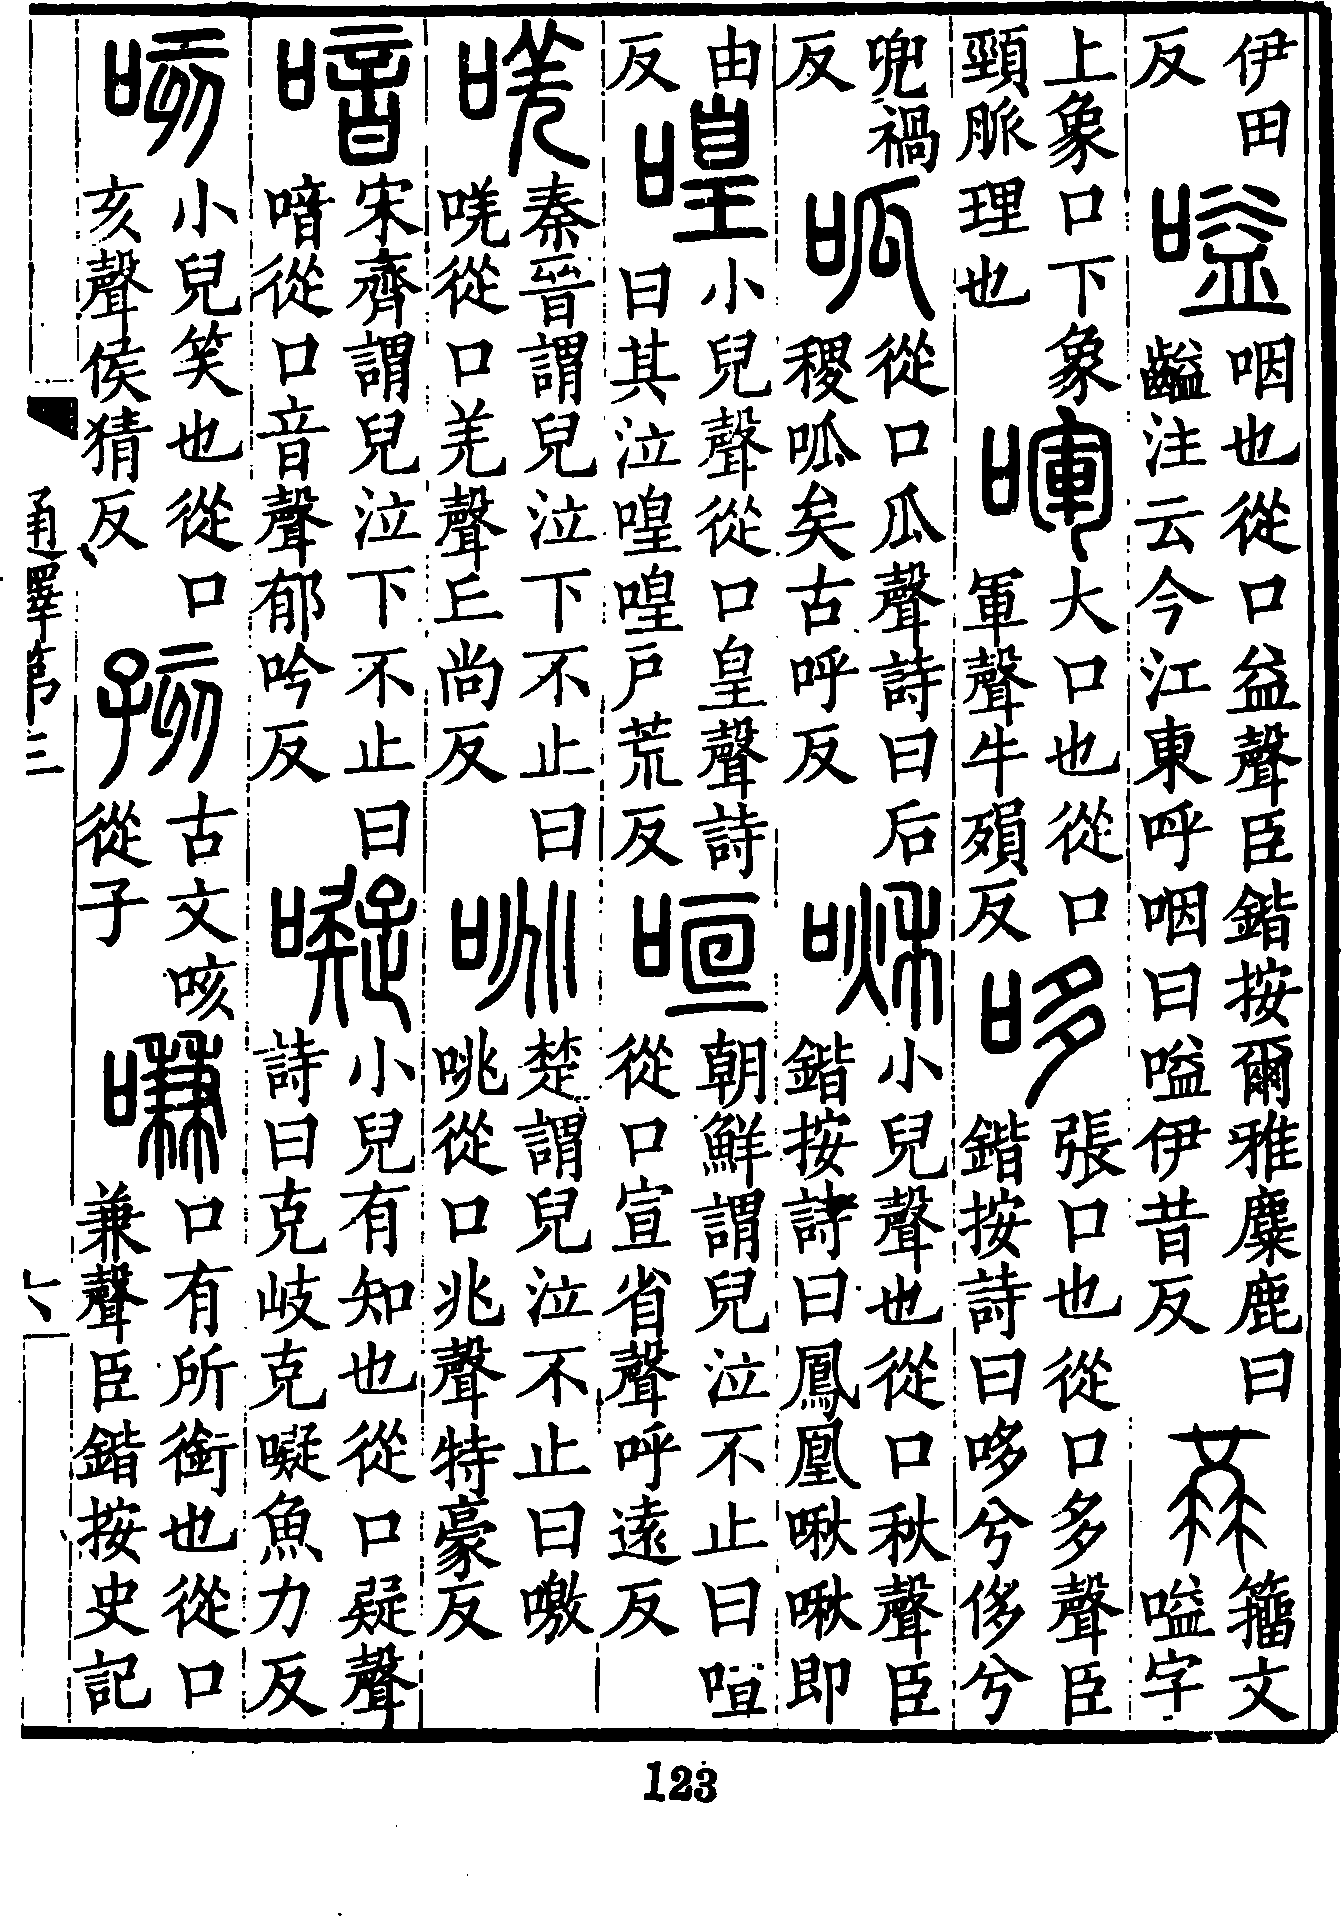 伊田
反
嗌
咽也從口益聲臣鍇按爾雅麋鹿曰
齸注云今江東呼咽曰嗌伊昔反
籀文
嗌字
上象口下象
頸脈理也
喗
大口也從口
軍聲牛殞反
哆
張口也從口多聲臣
鍇按詩曰哆兮侈兮
兜禍
反
呱
從口瓜聲詩曰后
稷呱矣古呼反
啾
小兒聲也從口秋聲臣
鍇按詩曰鳳凰啾啾即
由
反
喤
小兒聲從口皇聲詩
曰其泣喤喤戶荒反
咺
朝鮮謂兒泣不止曰咺
從口宣省聲呼遠反
唴
秦晉謂兒泣下不止曰
唴從口羌聲丘尚反
咷
楚謂兒泣不止曰噭
咷從口兆聲特豪反
喑
宋齊謂兒泣下不止曰
喑從口音聲郁吟反
㘈
小兒有知也從口疑聲
詩曰克岐克㘈魚力反
咳
小兒笑也從口
亥聲侯猜反
孩
古文咳
從子
嗛
口有所銜也從口
兼聲臣鍇按史記
通釋第三
八
123